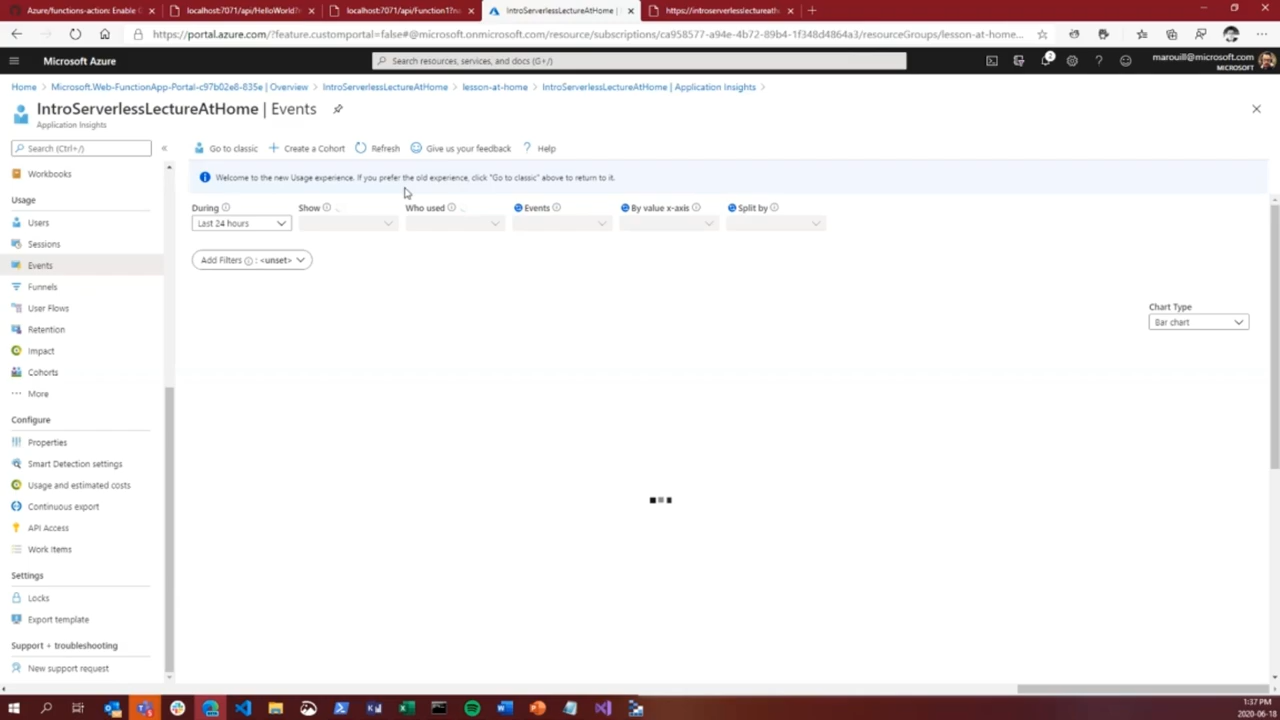 Azure/functions-action: Enable C
localhost:7071/api/HelloWorld?n
localhost:7071/api/Function1?na
IntroServerlessLectureAtHome |
https://introserverlesslectureath
https://portal.azure.com/?feature.customportal=false#@microsoft.onmicrosoft.com/resource/subscriptions/ca958577-a94e-4b72-89b4-1f348d4864a3/resourceGroups/lesson-at-home...
Microsoft Azure
Search resources, services, and docs (G+/)
marouill@microsoft.com
MICROSOFT
Home > Microsoft.Web-FunctionApp-Portal-c97b02e8-835e | Overview > IntroServerlessLectureAtHome > lesson-at-home > IntroServerlessLectureAtHome | Application Insights >
IntroServerlessLectureAtHome | Events
Application Insights
Search (Ctrl+/)
Go to classic
Create a Cohort
Refresh
Give us your feedback
Help
Welcome to the new Usage experience. If you prefer the old experience, click "Go to classic" above to return to it.
Workbooks
Usage
Users
Sessions
Events
Funnels
User Flows
Retention
Impact
Cohorts
More
Configure
Properties
Smart Detection settings
Usage and estimated costs
Continuous export
API Access
Work Items
Settings
Locks
Export template
Support + troubleshooting
New support request
During
Show
Who used
Events
By value x-axis
Split by
Last 24 hours
Add Filters : <unset>
Chart Type
Bar chart
1:37 PM
2020-06-18